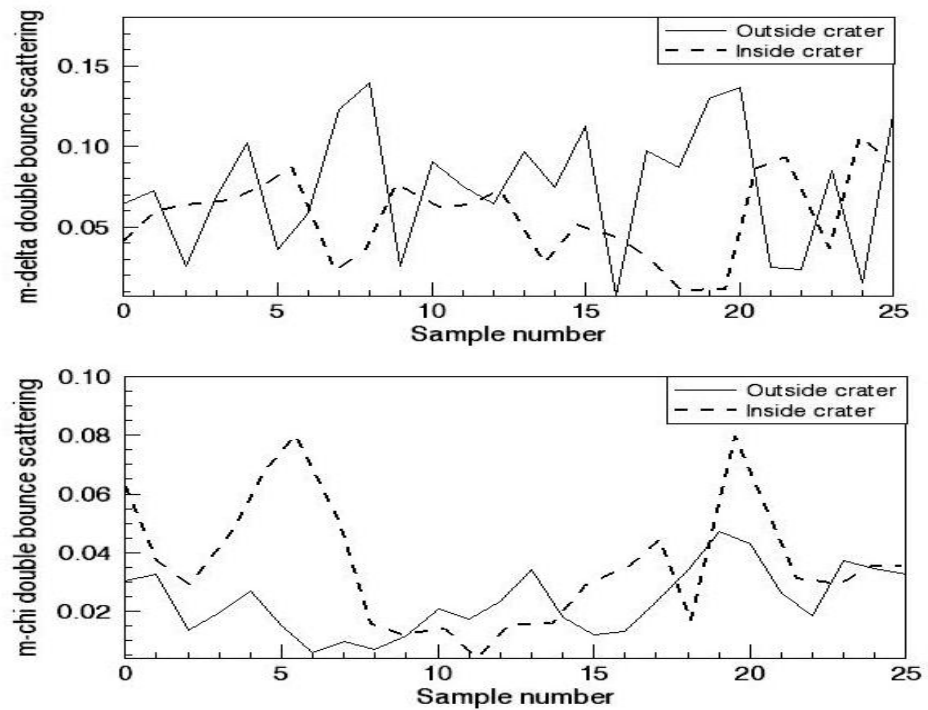 m-delta double bounce scattering
Outside crater
Inside crater
0.15
0.10
0.05
0 5 10 15 20 25
Sample number
m-chi double bounce scattering
Outside crater
Inside crater
0.10
0.08
0.06
0.04
0.02
0 5 10 15 20 25
Sample number